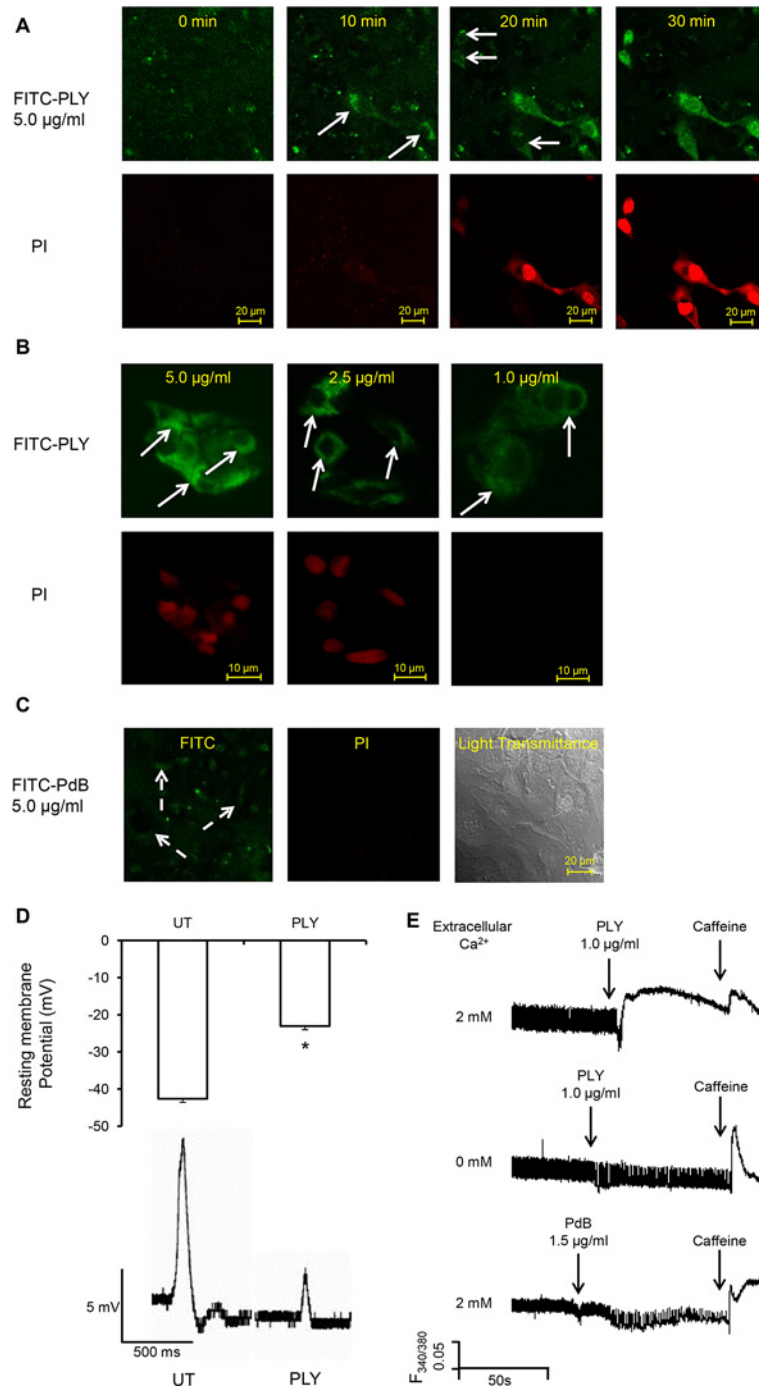 A
0 min 10 min 20 min 30 min
FITC-PLY
5.0 µg/ml
PI
20 µm 20 µm 20 µm 20 µm
B
5.0 µg/ml 2.5 µg/ml 1.0 µg/ml
FITC-PLY
PI
10 µm 10 µm 10 µm
C
FITC PI Light Transmittance
FITC-PdB
5.0 µg/ml
20 µm
D
UT PLY
0
-10
-20
-30
-40
-50
Resting membrane
Potential (mV)
*
5 mV
500 ms
UT PLY
E
Extracellular
Ca²⁺
PLY
1.0 µg/ml
Caffeine
2 mM
PLY
1.0 µg/ml
Caffeine
0 mM
PdB
1.5 µg/ml
Caffeine
2 mM
F340/380
0.05
50s